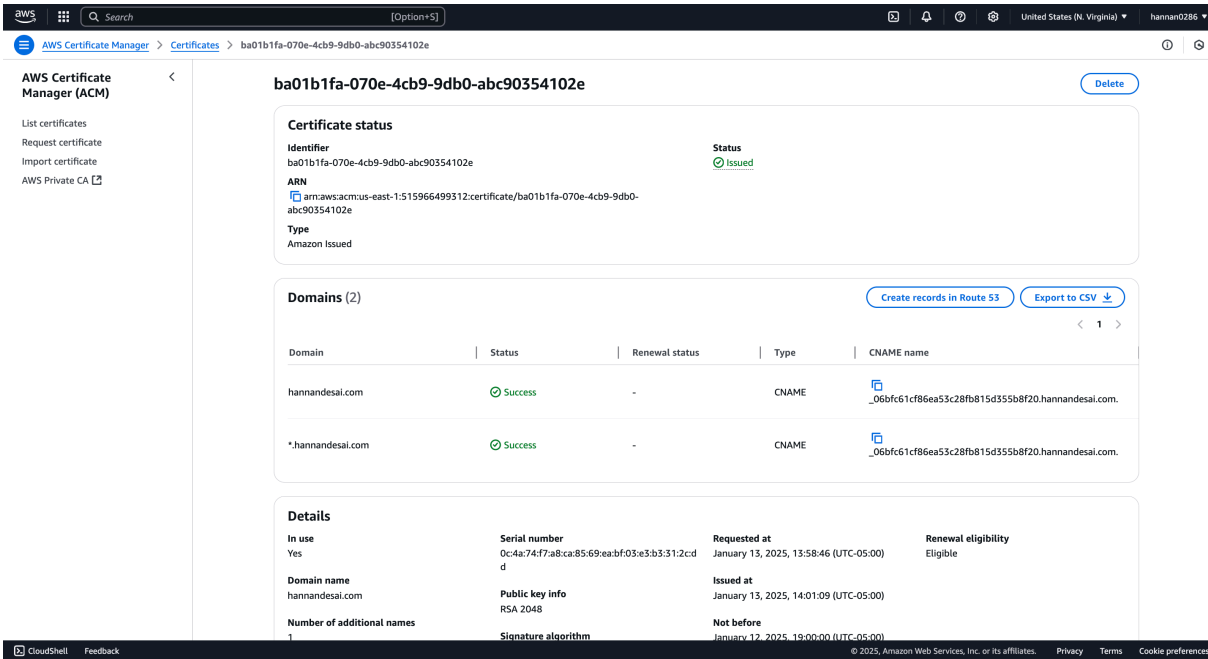 aws
Search
[Option+S]
United States (N. Virginia)
hannan0286
AWS Certificate Manager
Certificates
ba01b1fa-070e-4cb9-9db0-abc90354102e
AWS Certificate
Manager (ACM)
List certificates
Request certificate
Import certificate
AWS Private CA
ba01b1fa-070e-4cb9-9db0-abc90354102e
Delete
Certificate status
Identifier
ba01b1fa-070e-4cb9-9db0-abc90354102e
Status
Issued
ARN
arn:aws:acm:us-east-1:515966499312:certificate/ba01b1fa-070e-4cb9-9db0-
abc90354102e
Type
Amazon Issued
Domains (2)
Create records in Route 53
Export to CSV
1
Domain Status Renewal status Type CNAME name
hannandesai.com Success - CNAME
_06bfc61cf86ea53c28fb815d355b8f20.hannandesai.com.
*.hannandesai.com Success - CNAME
_06bfc61cf86ea53c28fb815d355b8f20.hannandesai.com.
Details
In use
Yes
Domain name
hannandesai.com
Number of additional names
1
Serial number
0c:4a:74:f7:a8:ca:85:69:ea:bf:03:e3:b3:31:2c:d
d
Public key info
RSA 2048
Signature algorithm
Requested at
January 13, 2025, 13:58:46 (UTC-05:00)
Issued at
January 13, 2025, 14:01:09 (UTC-05:00)
Not before
January 12, 2025, 19:00:00 (UTC-05:00)
Renewal eligibility
Eligible
CloudShell
Feedback
© 2025, Amazon Web Services, Inc. or its affiliates.
Privacy
Terms
Cookie preferences